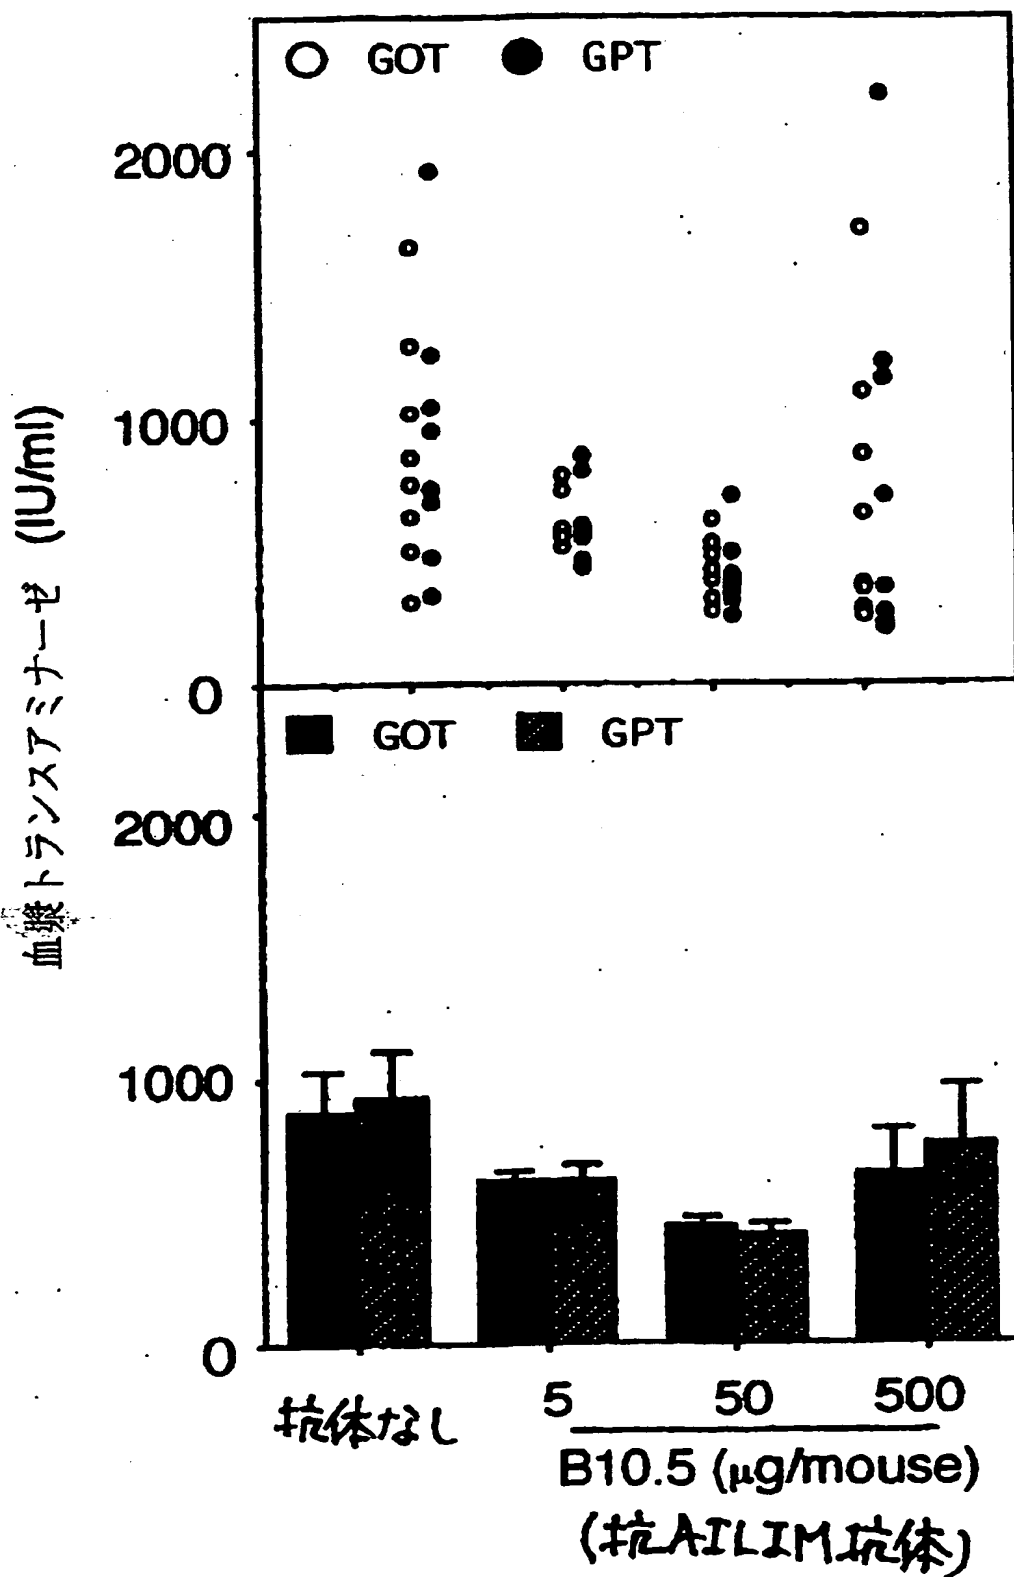 ○ GOT ● GPT
2000
1000
0
血漿トランスアミナーゼ (IU/ml)
GOT GPT
2000
1000
0
抗体なし 5 50 500
B10.5 (μg/mouse)
(抗AILIM抗体)